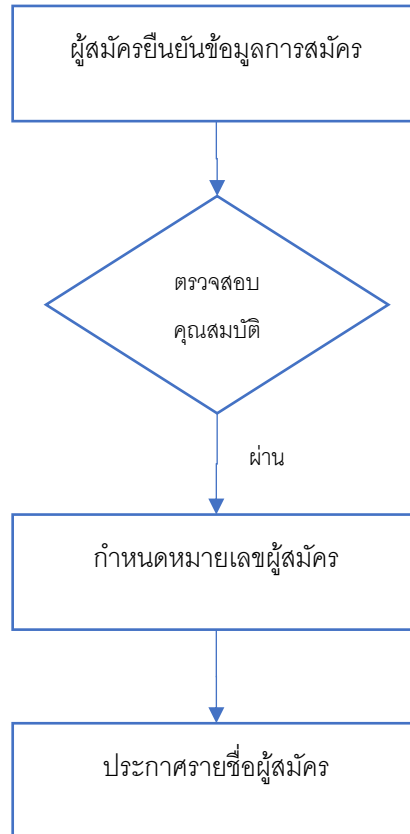 ผู้สมัครยืนยันข้อมูลการสมัคร
ตรวจสอบ
คุณสมบัติ
ผ่าน
กำหนดหมายเลขผู้สมัคร
ประกาศรายชื่อผู้สมัคร